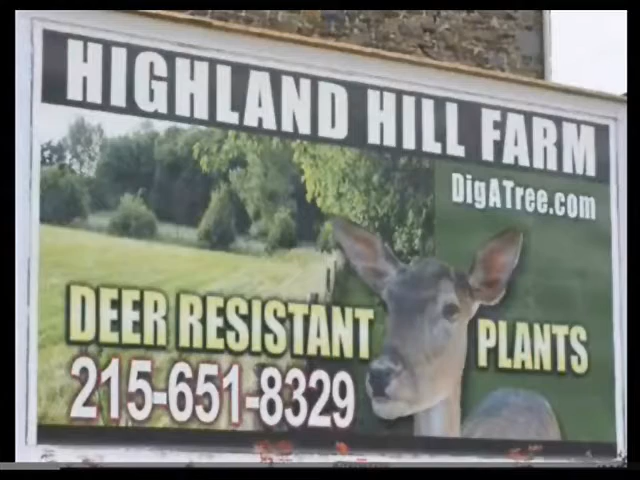 HIGHLAND HILL FARM
DigATree.com
DEER RESISTANT PLANTS
215-651-8329